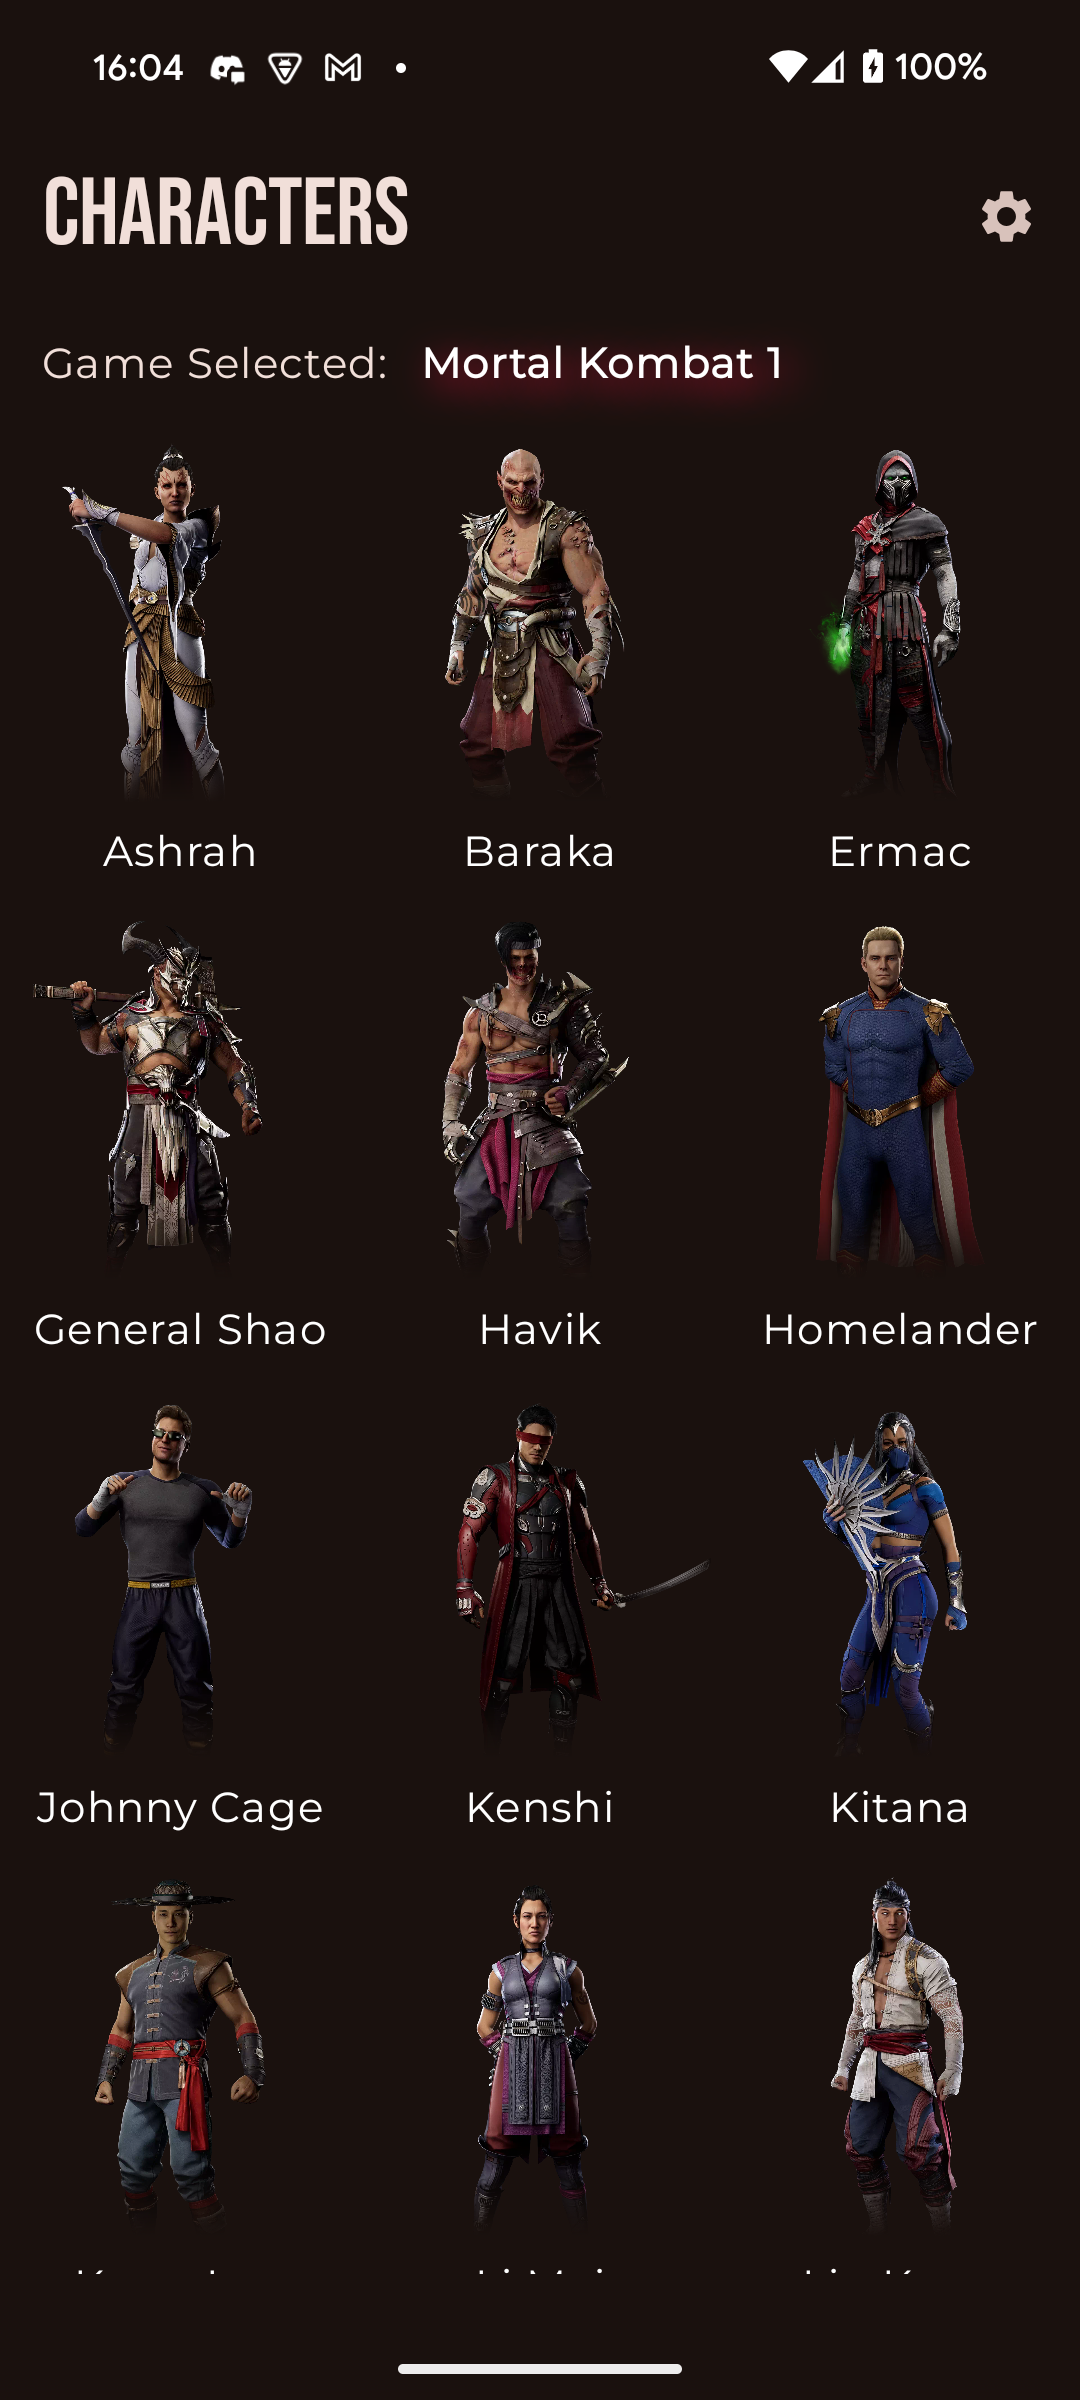 16:04 100%
CHARACTERS
Game Selected: Mortal Kombat 1
Ashrah Baraka Ermac
General Shao Havik Homelander
Johnny Cage Kenshi Kitana